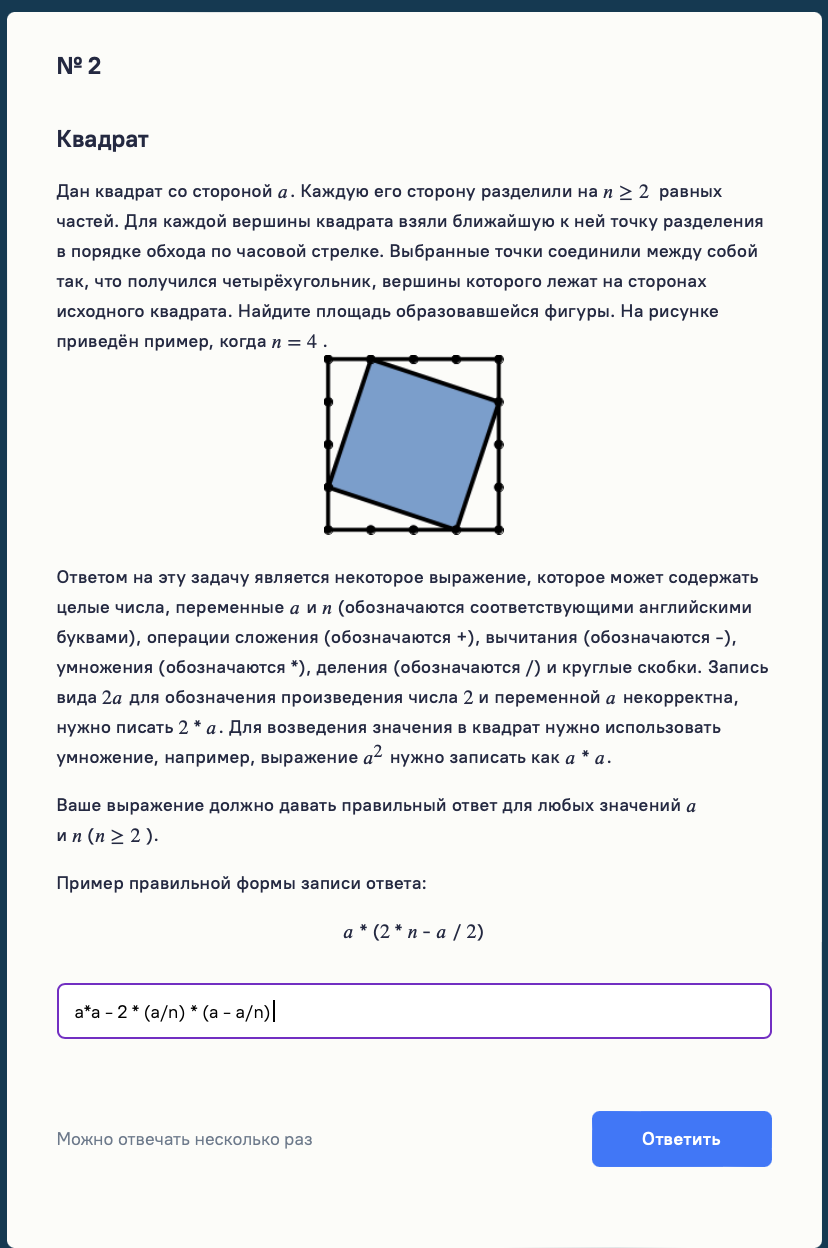 № 2
Квадрат
Дан квадрат со стороной a. Каждую его сторону разделили на n ≥ 2 равных
частей. Для каждой вершины квадрата взяли ближайшую к ней точку разделения
в порядке обхода по часовой стрелке. Выбранные точки соединили между собой
так, что получился четырёхугольник, вершины которого лежат на сторонах
исходного квадрата. Найдите площадь образовавшейся фигуры. На рисунке
приведён пример, когда n = 4 .
Ответом на эту задачу является некоторое выражение, которое может содержать
целые числа, переменные a и n (обозначаются соответствующими английскими
буквами), операции сложения (обозначаются +), вычитания (обозначаются -),
умножения (обозначаются *), деления (обозначаются /) и круглые скобки. Запись
вида 2a для обозначения произведения числа 2 и переменной a некорректна,
нужно писать 2 * a. Для возведения значения в квадрат нужно использовать
умножение, например, выражение a² нужно записать как a * a.
Ваше выражение должно давать правильный ответ для любых значений a
и n (n ≥ 2 ).
Пример правильной формы записи ответа:
a * (2 * n - a / 2)
a*a - 2 * (a/n) * (a - a/n)
Можно отвечать несколько раз
Ответить